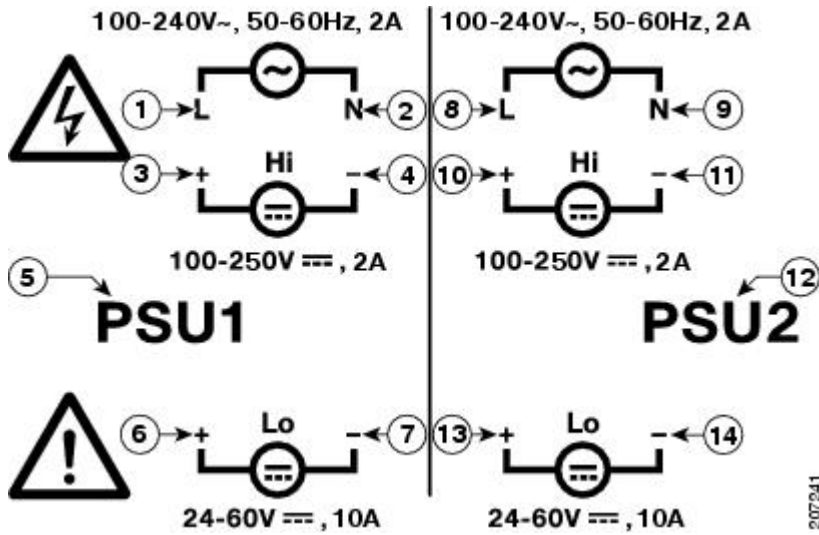 100-240V~, 50-60Hz, 2A 100-240V~, 50-60Hz, 2A
1 L N 2 8 L N 9
3 + Hi − 4 10 + Hi − 11
100-250V ⎓, 2A 100-250V ⎓, 2A
5 12
PSU1 PSU2
6 + Lo − 7 13 + Lo − 14
24-60V ⎓, 10A 24-60V ⎓, 10A
207241